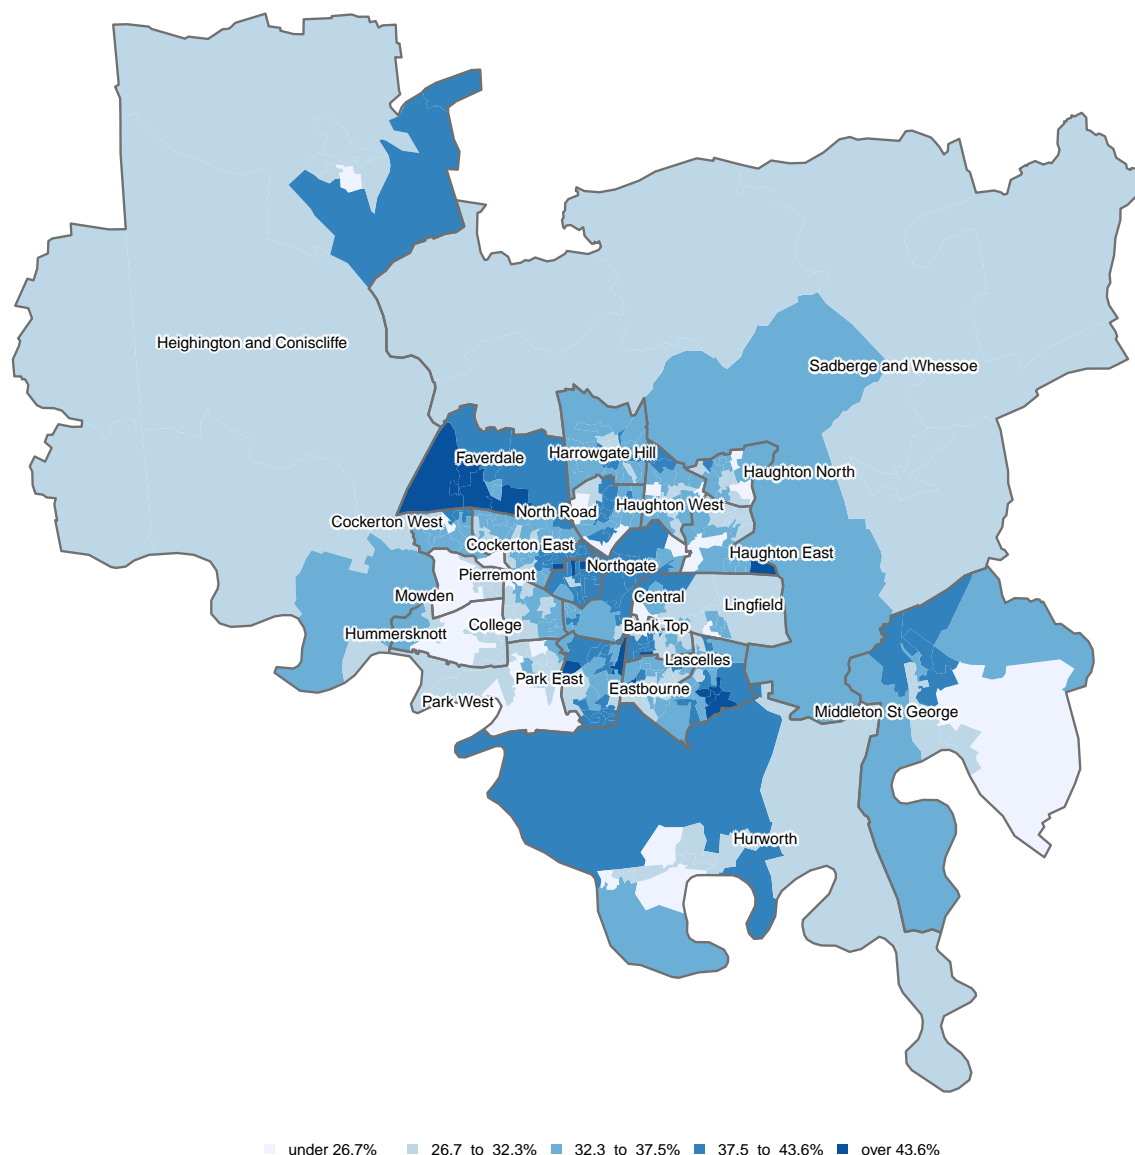 Heighington and Coniscliffe
Sadberge and Whessoe
Harrowgate Hill
Faverdale
Haughton North
Haughton West
North Road
Cockerton West
Cockerton East
Haughton East
Northgate
Pierremont
Mowden
Central
Lingfield
College
Bank Top
Hummersknott
Lascelles
Park East
Eastbourne
Park West
Middleton St George
Hurworth
under 26.7% 26.7 to 32.3% 32.3 to 37.5% 37.5 to 43.6% over 43.6%